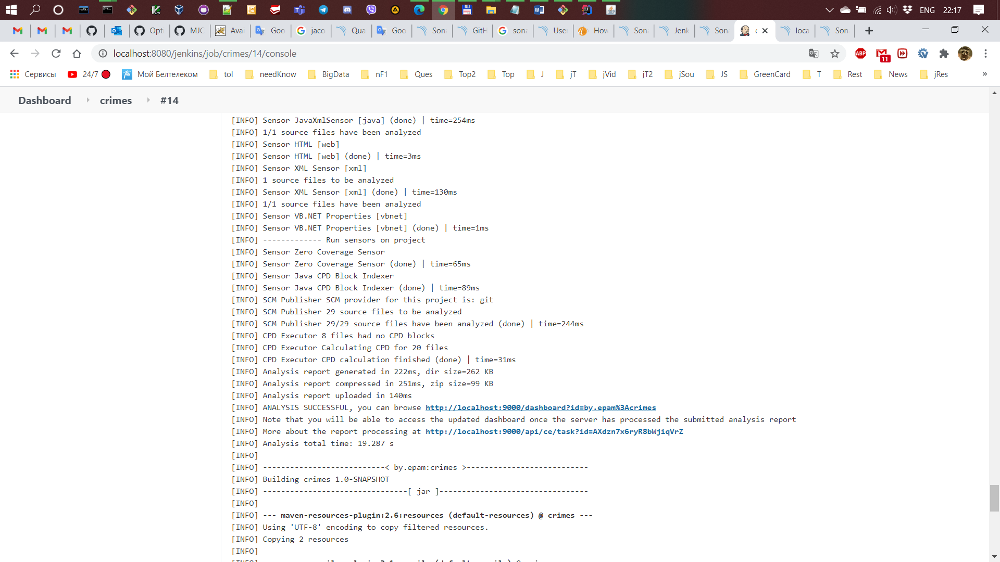 ENG 22:17
Opti
MJC
Avai
Goo
jaco
Qua
Goo
Son
GitH
sona
User
How
Son
Jenk
Son
loca
Son
localhost:8080/jenkins/job/crimes/14/console
ABP
11
Сервисы 24/7 Мой Белтелеком tol needKnow BigData nF1 Ques Top2 Top J jT jVid jT2 jSou JS GreenCard T Rest News jRes »
Dashboard crimes #14
[INFO] Sensor JavaXmlSensor [java] (done) | time=254ms
[INFO] 1/1 source files have been analyzed
[INFO] Sensor HTML [web]
[INFO] Sensor HTML [web] (done) | time=3ms
[INFO] Sensor XML Sensor [xml]
[INFO] 1 source files to be analyzed
[INFO] Sensor XML Sensor [xml] (done) | time=130ms
[INFO] 1/1 source files have been analyzed
[INFO] Sensor VB.NET Properties [vbnet]
[INFO] Sensor VB.NET Properties [vbnet] (done) | time=1ms
[INFO] ------------- Run sensors on project
[INFO] Sensor Zero Coverage Sensor
[INFO] Sensor Zero Coverage Sensor (done) | time=65ms
[INFO] Sensor Java CPD Block Indexer
[INFO] Sensor Java CPD Block Indexer (done) | time=89ms
[INFO] SCM Publisher SCM provider for this project is: git
[INFO] SCM Publisher 29 source files to be analyzed
[INFO] SCM Publisher 29/29 source files have been analyzed (done) | time=244ms
[INFO] CPD Executor 8 files had no CPD blocks
[INFO] CPD Executor Calculating CPD for 20 files
[INFO] CPD Executor CPD calculation finished (done) | time=31ms
[INFO] Analysis report generated in 222ms, dir size=262 KB
[INFO] Analysis report compressed in 251ms, zip size=99 KB
[INFO] Analysis report uploaded in 140ms
[INFO] ANALYSIS SUCCESSFUL, you can browse http://localhost:9000/dashboard?id=by.epam%3Acrimes
[INFO] Note that you will be able to access the updated dashboard once the server has processed the submitted analysis report
[INFO] More about the report processing at http://localhost:9000/api/ce/task?id=AXdzn7x6ryR8bWjiqVrZ
[INFO] Analysis total time: 19.287 s
[INFO]
[INFO] ---------------------------< by.epam:crimes >---------------------------
[INFO] Building crimes 1.0-SNAPSHOT
[INFO] --------------------------------[ jar ]---------------------------------
[INFO]
[INFO] --- maven-resources-plugin:2.6:resources (default-resources) @ crimes ---
[INFO] Using 'UTF-8' encoding to copy filtered resources.
[INFO] Copying 2 resources
[INFO]